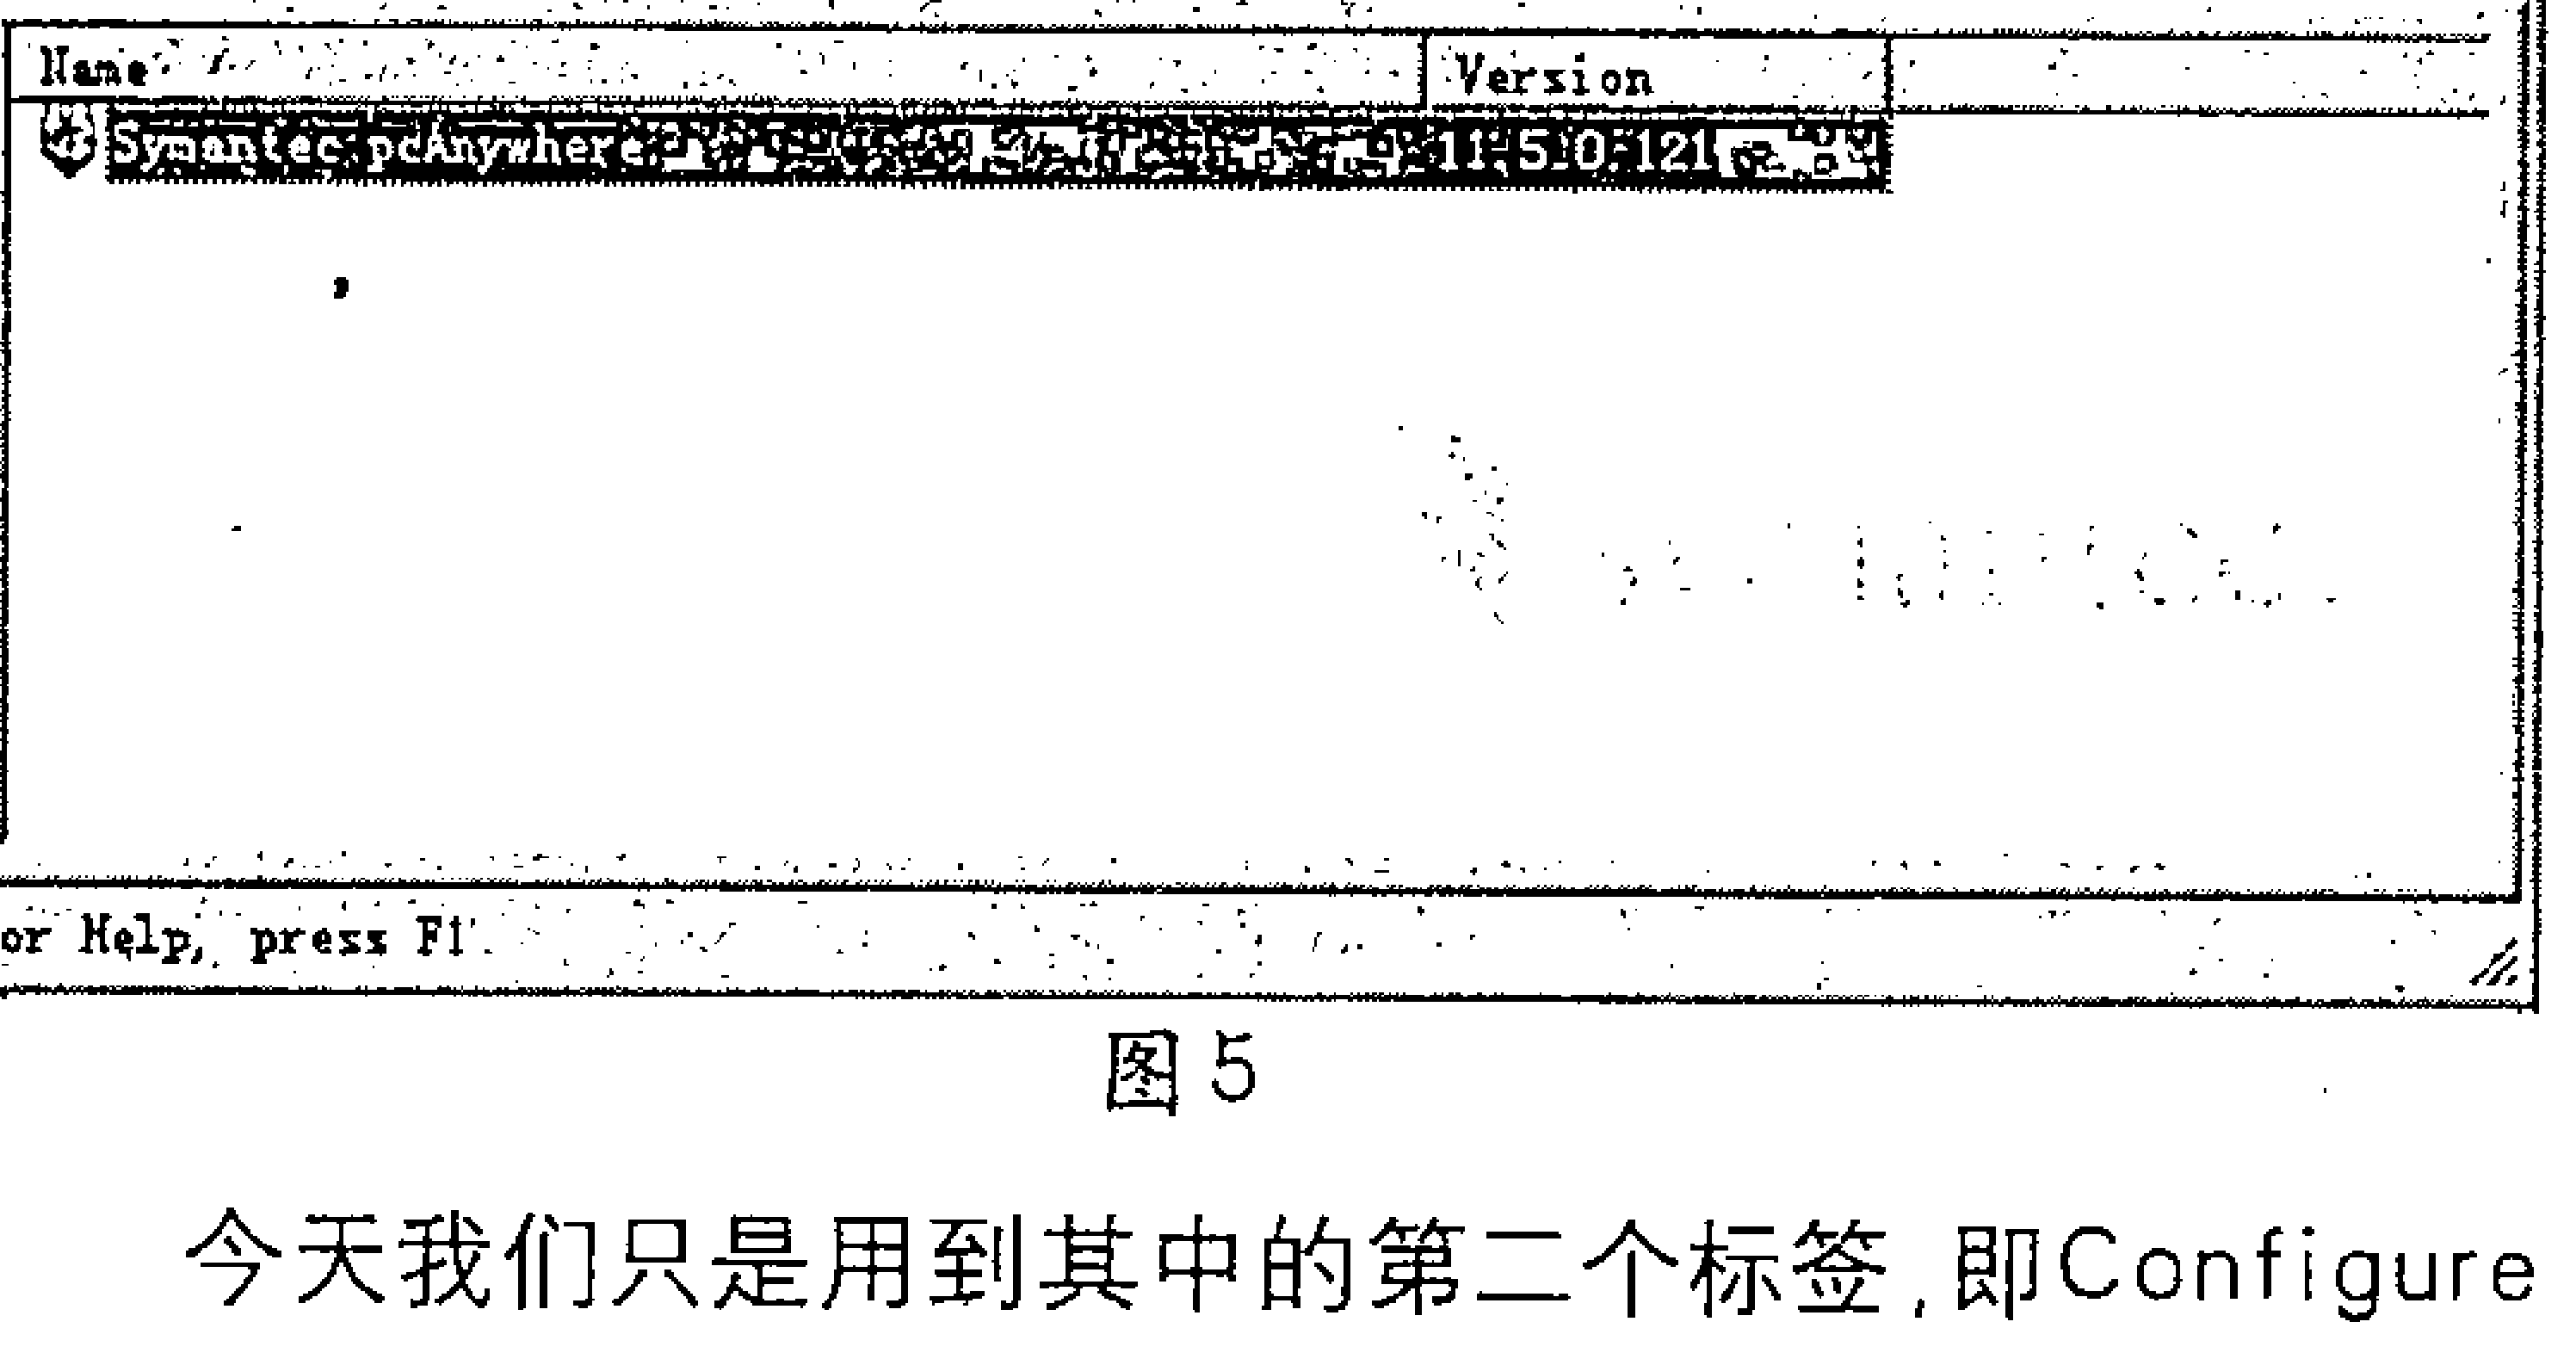 Name Version
Symantec pcAnywhere 11.5.0.121
or Help, press F1
图5
今天我们只是用到其中的第二个标签,即Configure